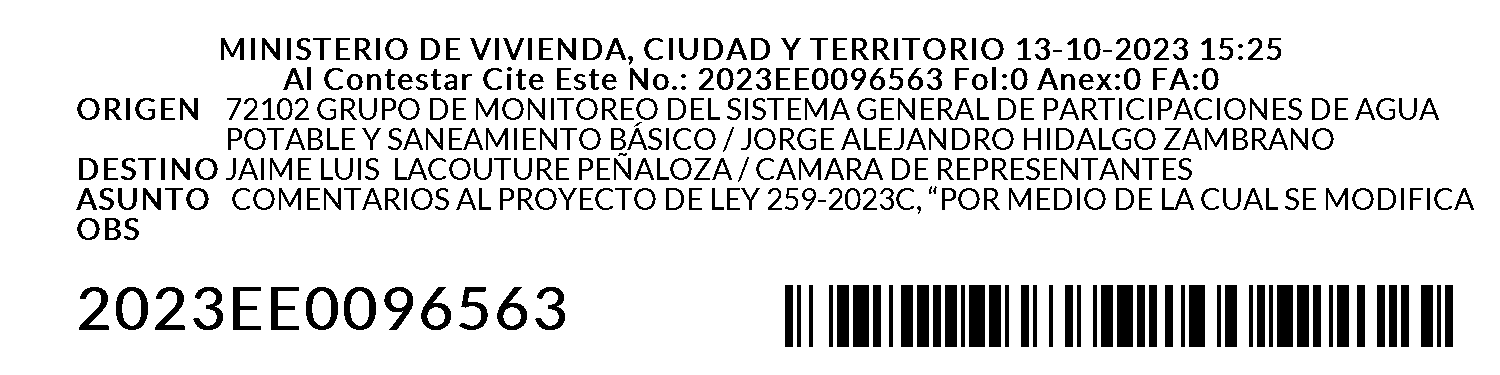 MINISTERIO DE VIVIENDA, CIUDAD Y TERRITORIO 13-10-2023 15:25
Al Contestar Cite Este No.: 2023EE0096563 Fol:0 Anex:0 FA:0
ORIGEN 72102 GRUPO DE MONITOREO DEL SISTEMA GENERAL DE PARTICIPACIONES DE AGUA
POTABLE Y SANEAMIENTO BÁSICO / JORGE ALEJANDRO HIDALGO ZAMBRANO
DESTINO JAIME LUIS LACOUTURE PEÑALOZA / CAMARA DE REPRESENTANTES
ASUNTO COMENTARIOS AL PROYECTO DE LEY 259-2023C, “POR MEDIO DE LA CUAL SE MODIFICA
OBS
2023EE0096563